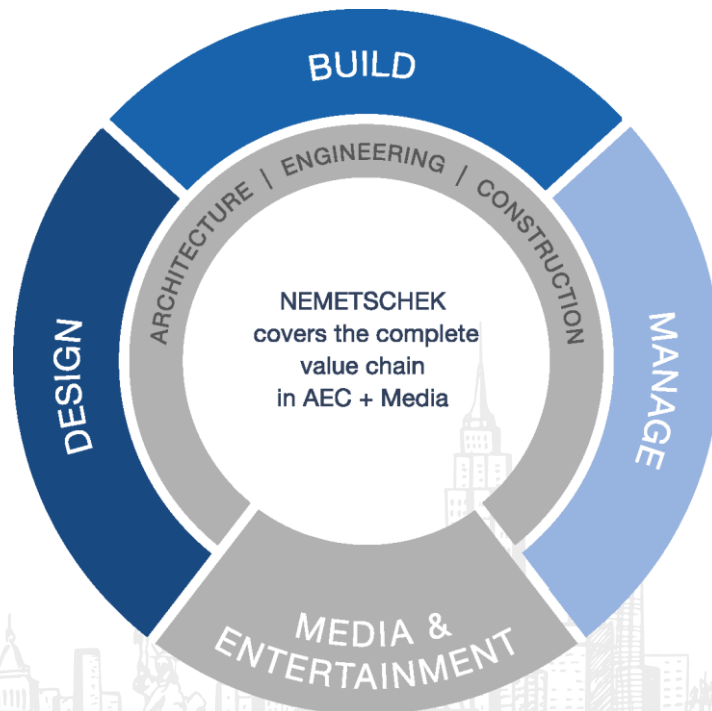 BUILD
ARCHITECTURE | ENGINEERING | CONSTRUCTION
NEMETSCHEK
covers the complete
value chain
in AEC + Media
DESIGN
MANAGE
MEDIA &
ENTERTAINMENT